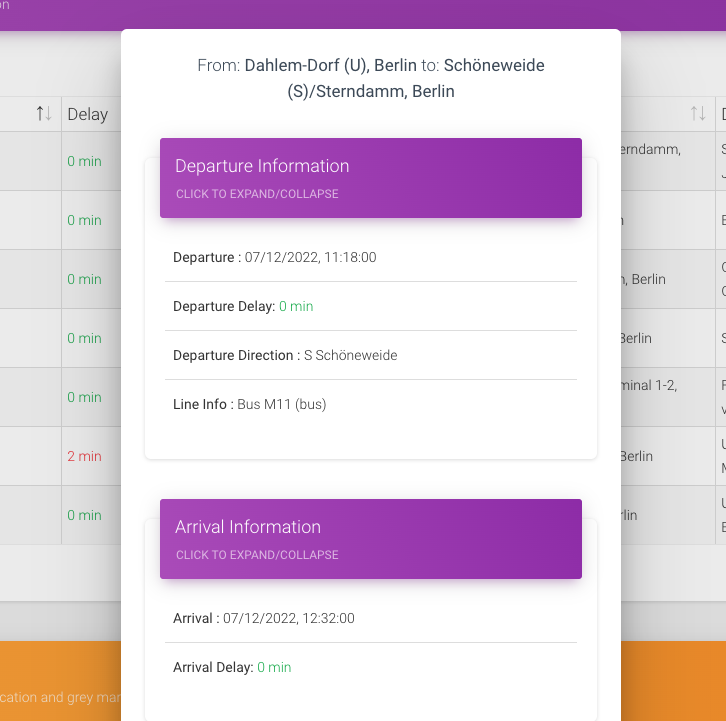 From: Dahlem-Dorf (U), Berlin to: Schöneweide
(S)/Sterndamm, Berlin
Delay
0 min
0 min
0 min
0 min
0 min
2 min
0 min
Departure Information
CLICK TO EXPAND/COLLAPSE
Departure : 07/12/2022, 11:18:00
Departure Delay: 0 min
Departure Direction : S Schöneweide
Line Info : Bus M11 (bus)
Arrival Information
CLICK TO EXPAND/COLLAPSE
Arrival : 07/12/2022, 12:32:00
Arrival Delay: 0 min
erndamm,
n, Berlin
Berlin
minal 1-2,
Berlin
rlin
cation and grey mar